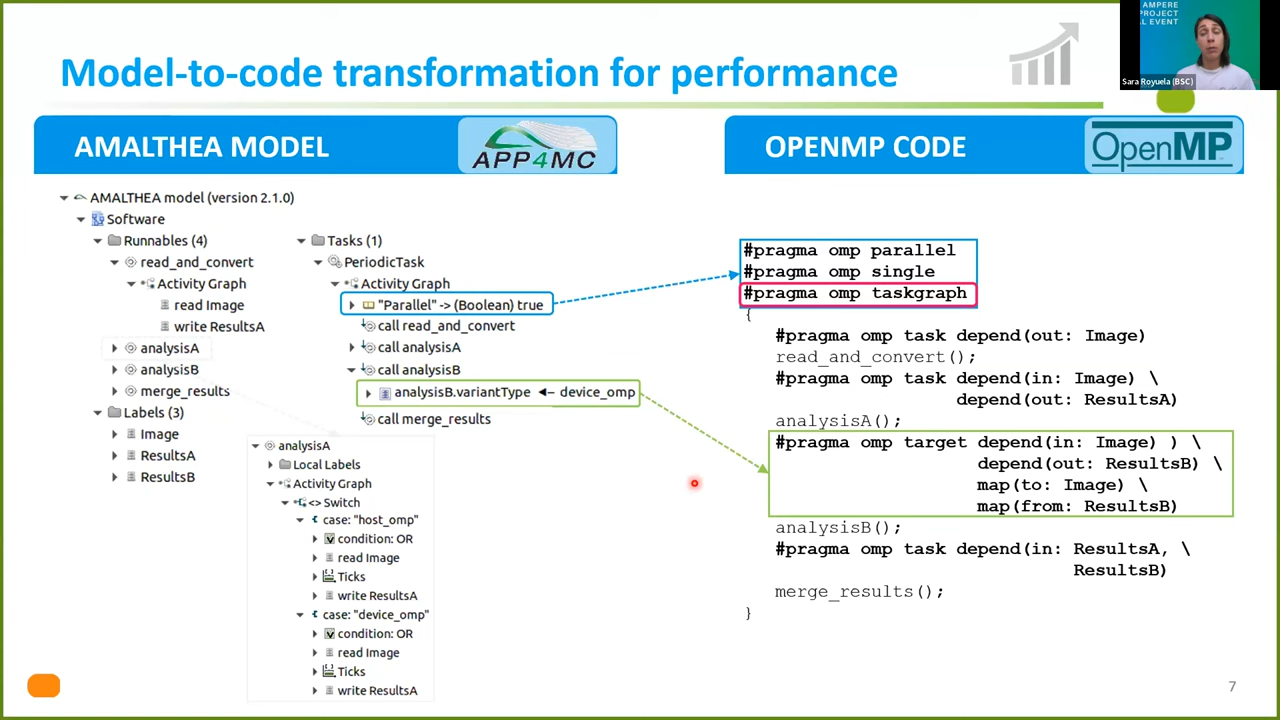 AMPERE
PROJECT
L EVENT
Sara Royuela (BSC)
Model-to-code transformation for performance
AMALTHEA MODEL
APP4MC
OPENMP CODE
OpenMP
AMALTHEA model (version 2.1.0)
Software
Runnables (4)
read_and_convert
Activity Graph
read Image
write ResultsA
analysisA
analysisB
merge_results
Labels (3)
Image
ResultsA
ResultsB
Tasks (1)
PeriodicTask
Activity Graph
"Parallel" -> (Boolean) true
call read_and_convert
call analysisA
call analysisB
analysisB.variantType <- device_omp
call merge_results
analysisA
Local Labels
Activity Graph
<> Switch
case: "host_omp"
condition: OR
read Image
Ticks
write ResultsA
case: "device_omp"
condition: OR
read Image
Ticks
write ResultsA
#pragma omp parallel
#pragma omp single
#pragma omp taskgraph
{
#pragma omp task depend(out: Image)
read_and_convert();
#pragma omp task depend(in: Image) \
depend(out: ResultsA)
analysisA();
#pragma omp target depend(in: Image) ) \
depend(out: ResultsB) \
map(to: Image) \
map(from: ResultsB)
analysisB();
#pragma omp task depend(in: ResultsA, \
ResultsB)
merge_results();
}
7